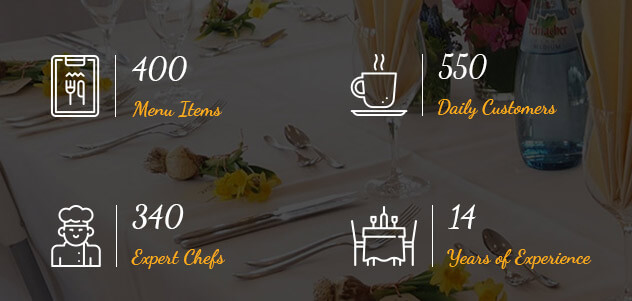 400
Menu Items
550
Daily Customers
340
Expert Chefs
14
Years of Experience